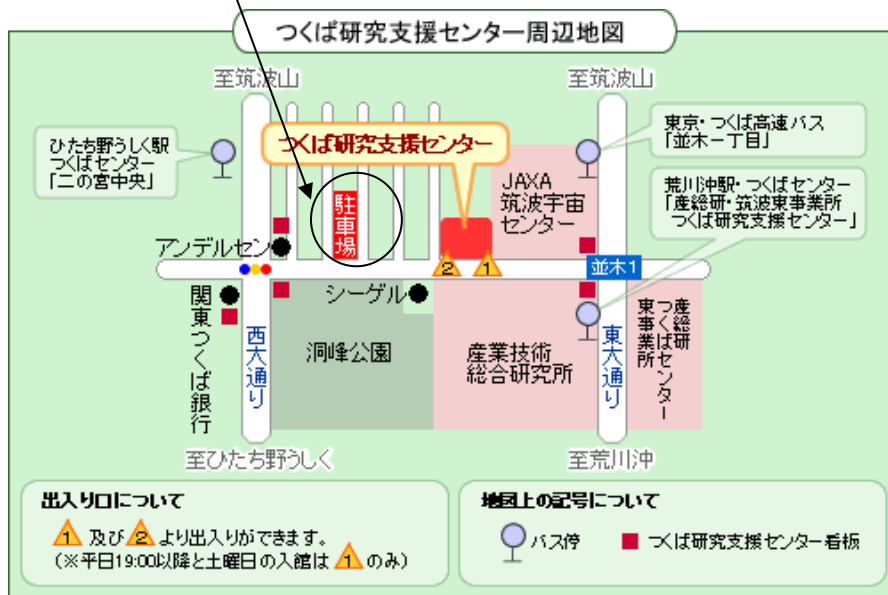 つくば研究支援センター周辺地図
至筑波山
至筑波山
ひたち野うしく駅
つくばセンター
「二の宮中央」
つくば研究支援センター
東京・つくば高速バス
「並木一丁目」
JAXA
筑波宇宙
センター
荒川沖駅・つくばセンター
「産総研・筑波東事業所
つくば研究支援センター」
駐車場
アンデルセン
2
1
並木1
関東つくば銀行
シーゲル
西大通り
洞峰公園
産業技術
総合研究所
東大通り
産総研
つくばセンター
東事業所
至ひたち野うしく
至荒川沖
出入り口について
1 及び 2 より出入りができます。
(※平日19:00以降と土曜日の入館は 1 のみ)
地図上の記号について
バス停
つくば研究支援センター看板